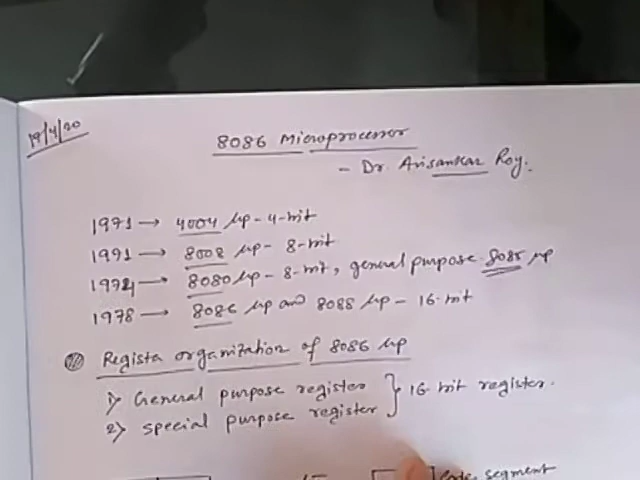 19/4/20
8086 Microprocessor
- Dr. Arisankar Roy.
1971 → 4004 μp - 4-bit
1991 → 8008 μp - 8-bit
1974 → 8080 μp - 8-bit, general purpose 8085 μp
1978 → 8086 μp and 8088 μp - 16-bit
Register organization of 8086 μp
1) General purpose register
2) special purpose register } 16-bit register.
Code segment